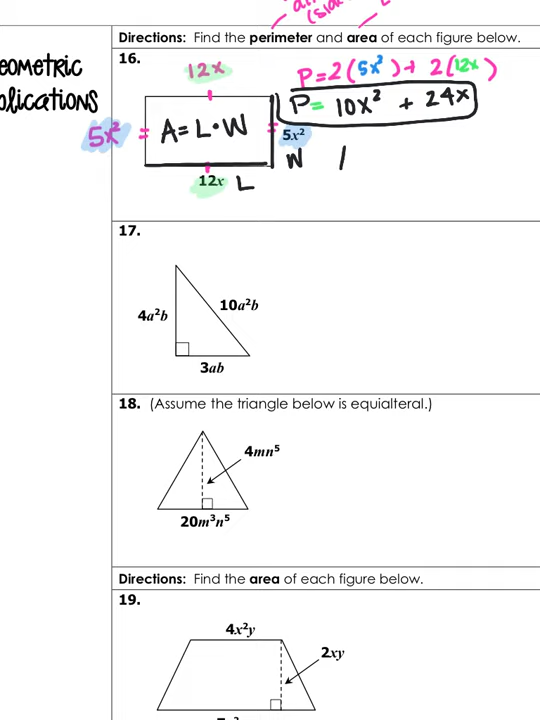 (side
Directions: Find the perimeter and area of each figure below.
eometric
plications
16.
12x
P=2(5x²)+ 2(12x)
P= 10x² + 24x
5x²
A=L•W
5x²
W
12x L
17.
4a²b
10a²b
3ab
18. (Assume the triangle below is equialteral.)
4mn⁵
20m³n⁵
Directions: Find the area of each figure below.
19.
4x²y
2xy